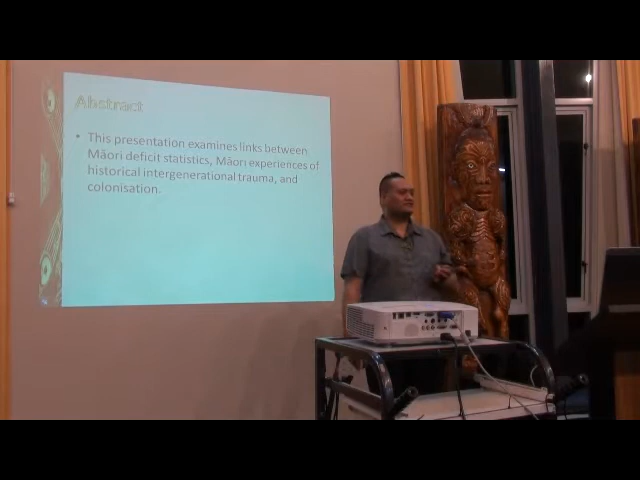 Abstract
• This presentation examines links between
Māori deficit statistics, Māori experiences of
historical intergenerational trauma, and
colonisation.